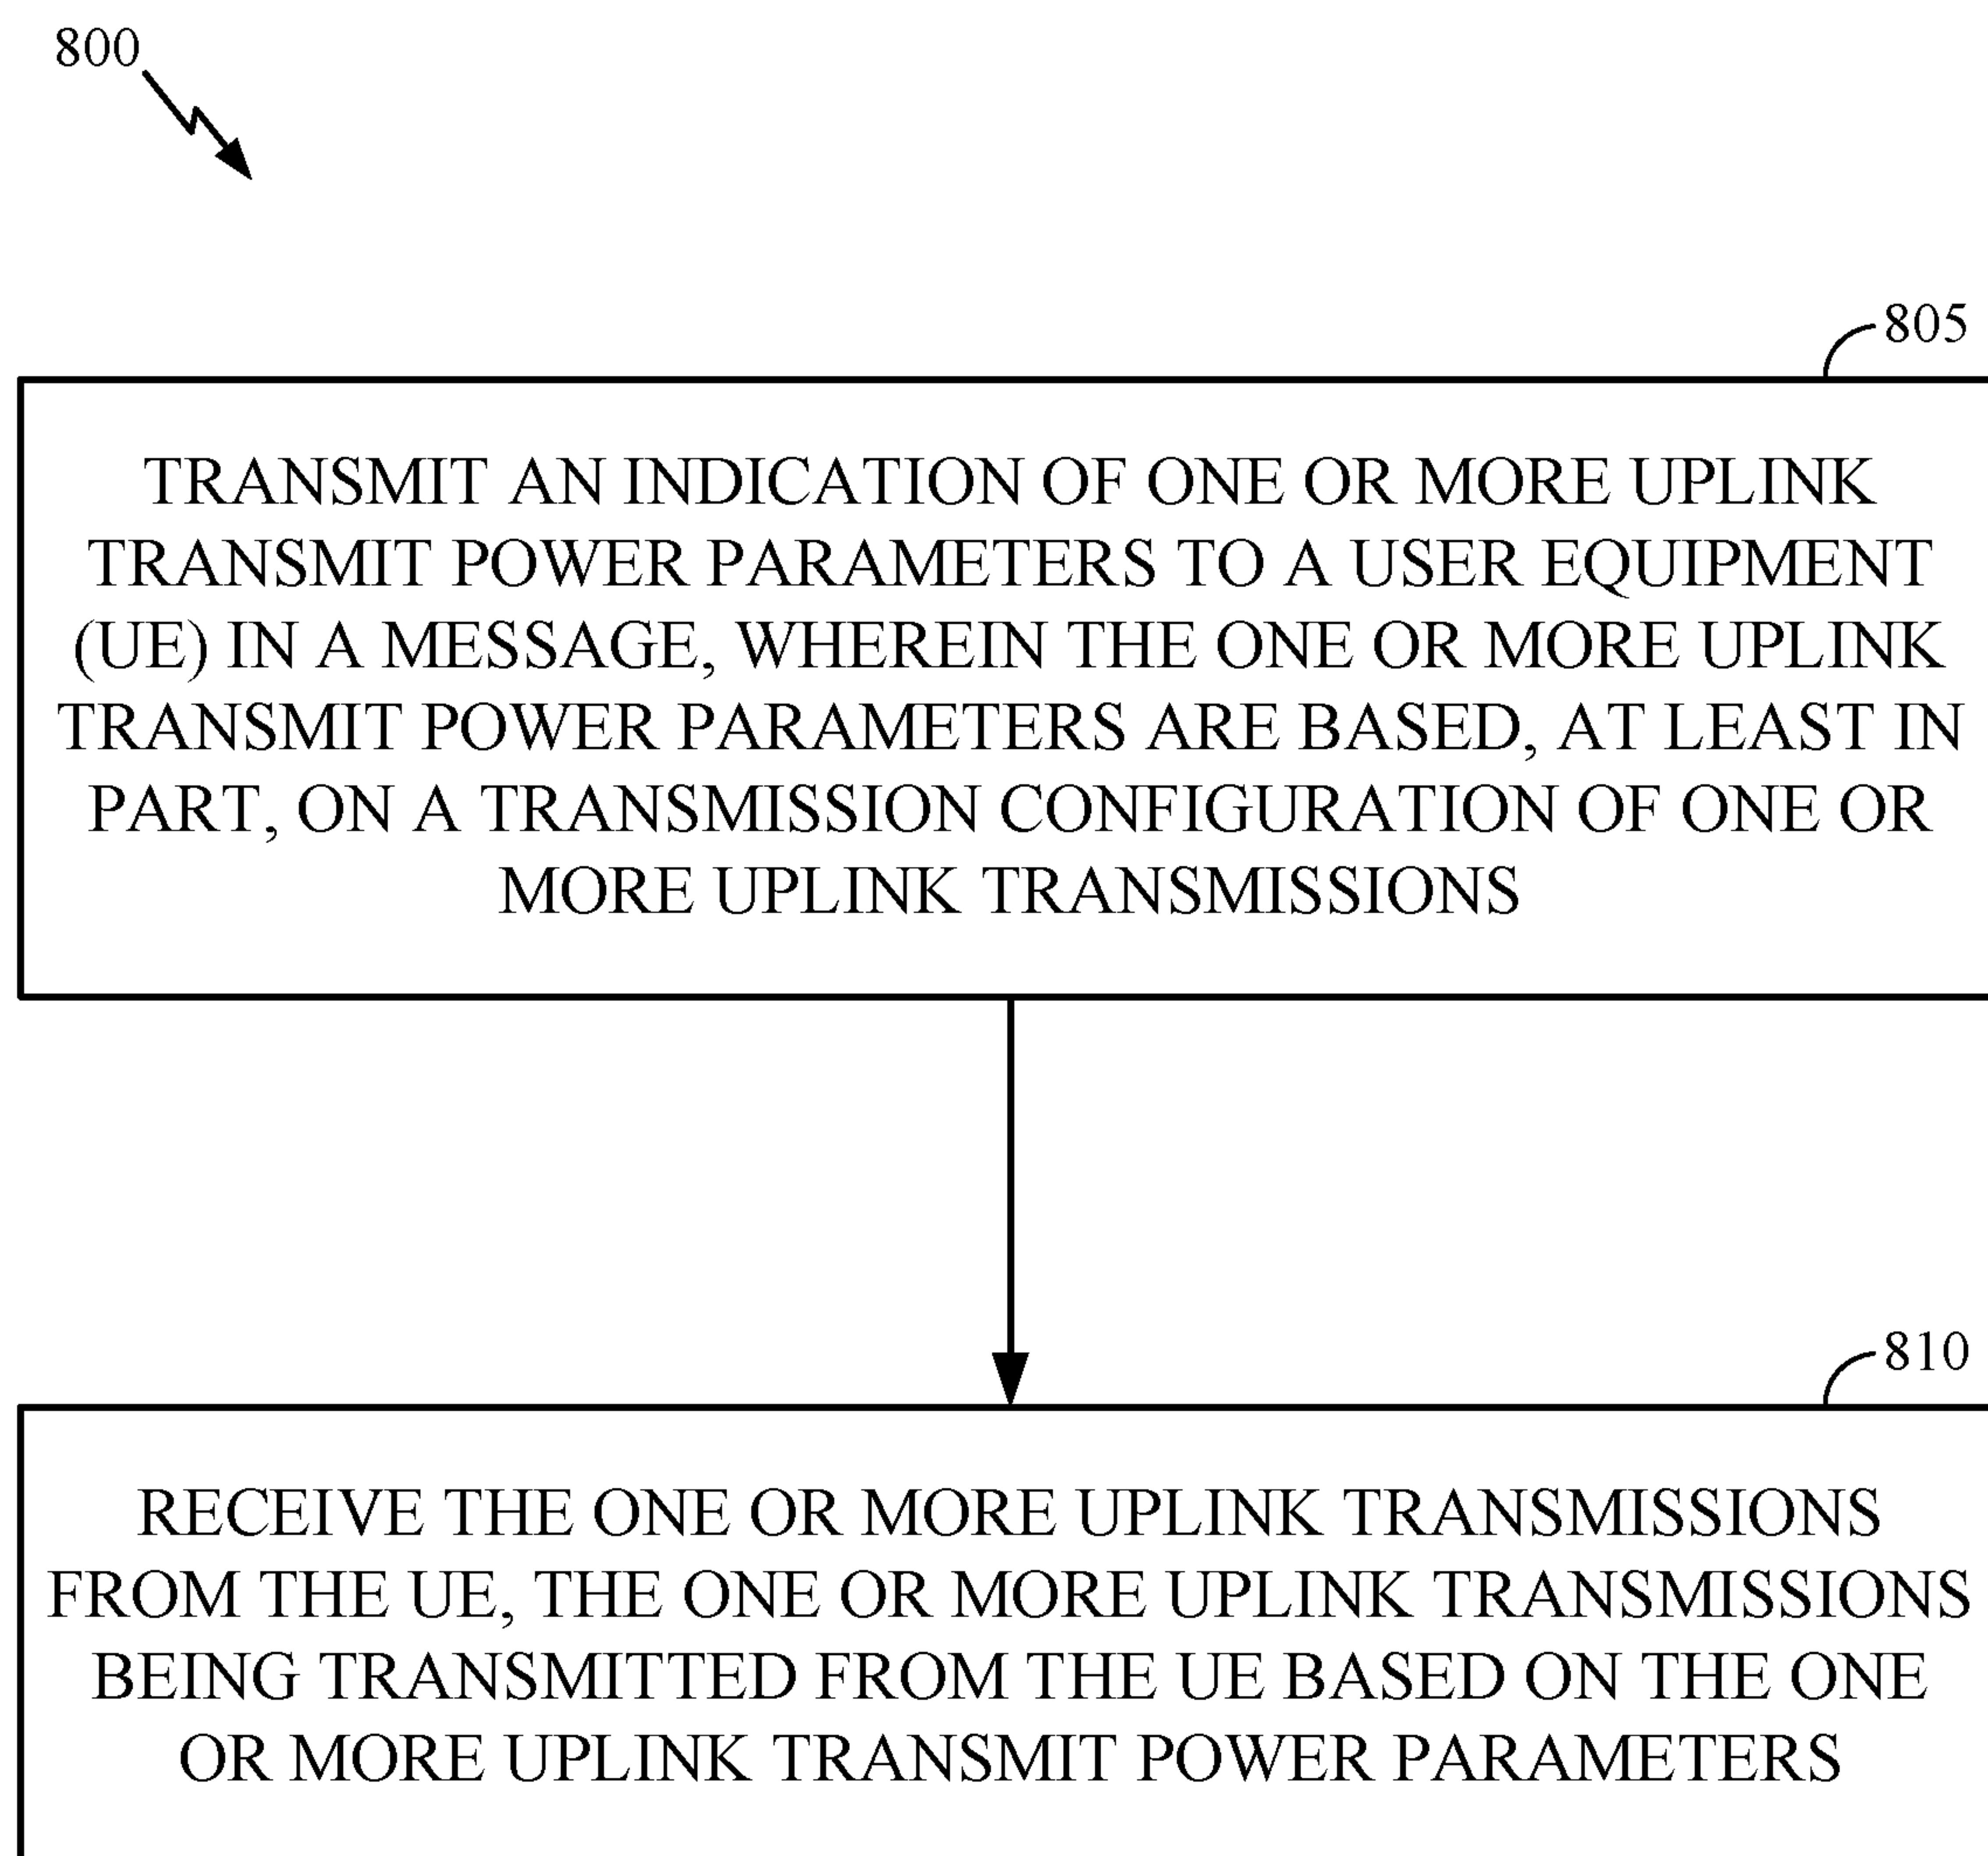 800
805
TRANSMIT AN INDICATION OF ONE OR MORE UPLINK
TRANSMIT POWER PARAMETERS TO A USER EQUIPMENT
(UE) IN A MESSAGE, WHEREIN THE ONE OR MORE UPLINK
TRANSMIT POWER PARAMETERS ARE BASED, AT LEAST IN
PART, ON A TRANSMISSION CONFIGURATION OF ONE OR
MORE UPLINK TRANSMISSIONS
810
RECEIVE THE ONE OR MORE UPLINK TRANSMISSIONS
FROM THE UE, THE ONE OR MORE UPLINK TRANSMISSIONS
BEING TRANSMITTED FROM THE UE BASED ON THE ONE
OR MORE UPLINK TRANSMIT POWER PARAMETERS